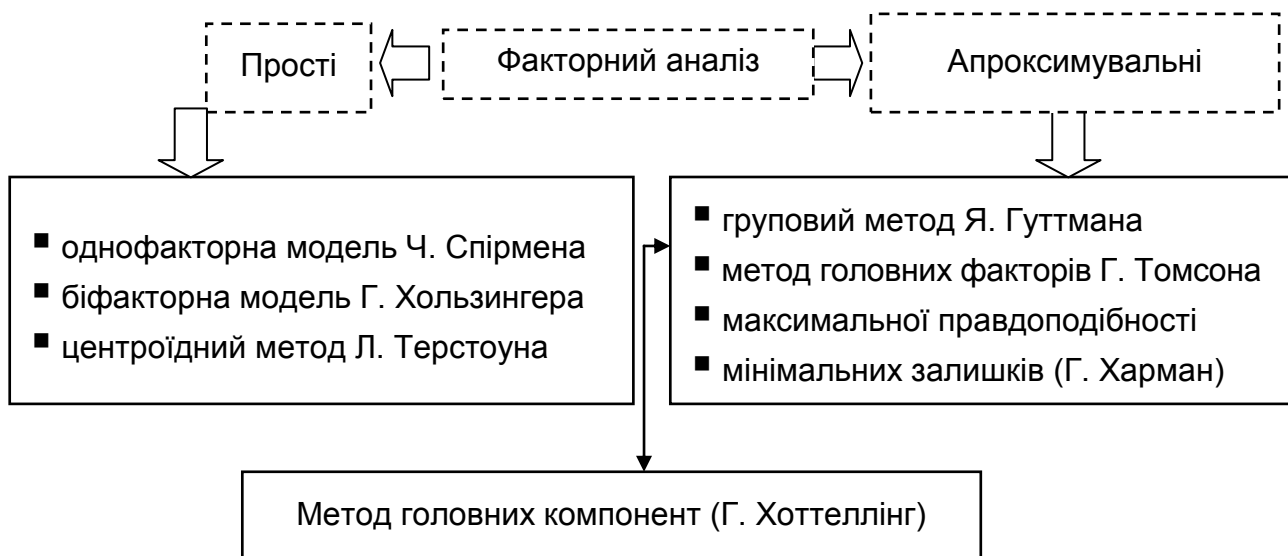 Прості
Факторний аналіз
Апроксимувальні
▪ однофакторна модель Ч. Спірмена
▪ біфакторна модель Г. Хользингера
▪ центроїдний метод Л. Терстоуна
▪ груповий метод Я. Гуттмана
▪ метод головних факторів Г. Томсона
▪ максимальної правдоподібності
▪ мінімальних залишків (Г. Харман)
Метод головних компонент (Г. Хоттеллінг)